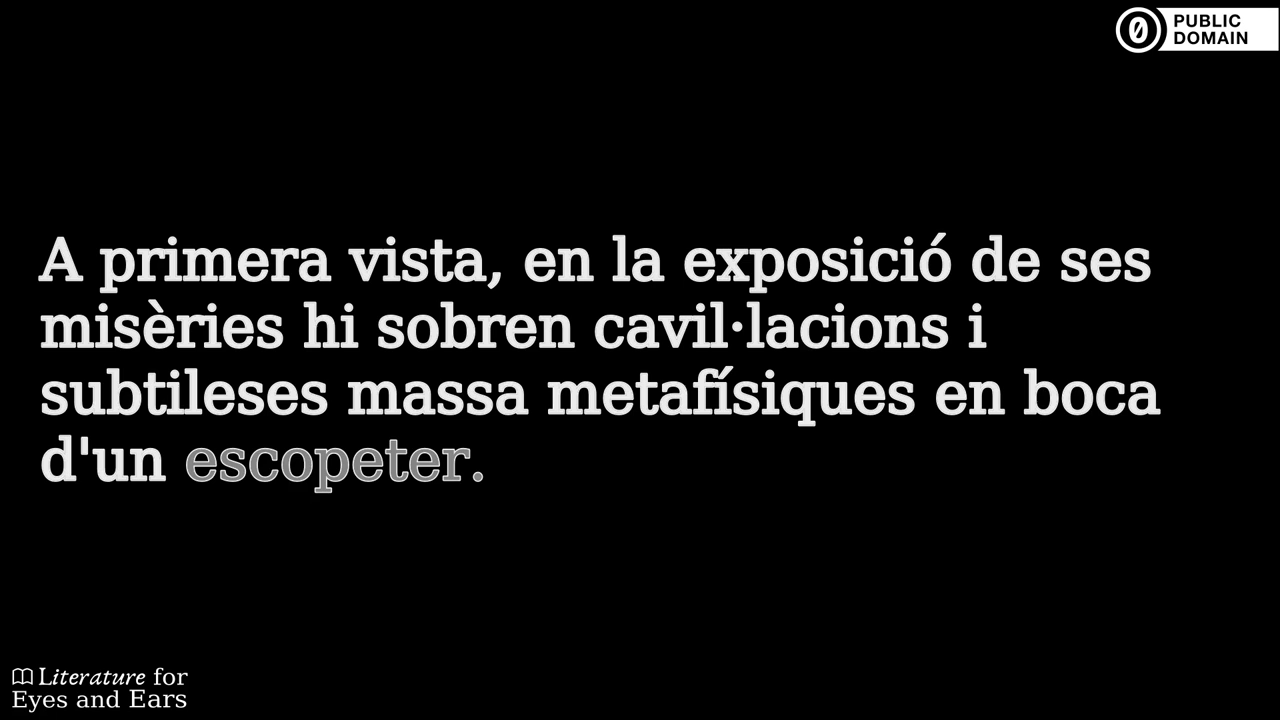 PUBLIC
DOMAIN
A primera vista, en la exposició de ses
misèries hi sobren cavil·lacions i
subtileses massa metafísiques en boca
d'un escopeter.
Literature for
Eyes and Ears